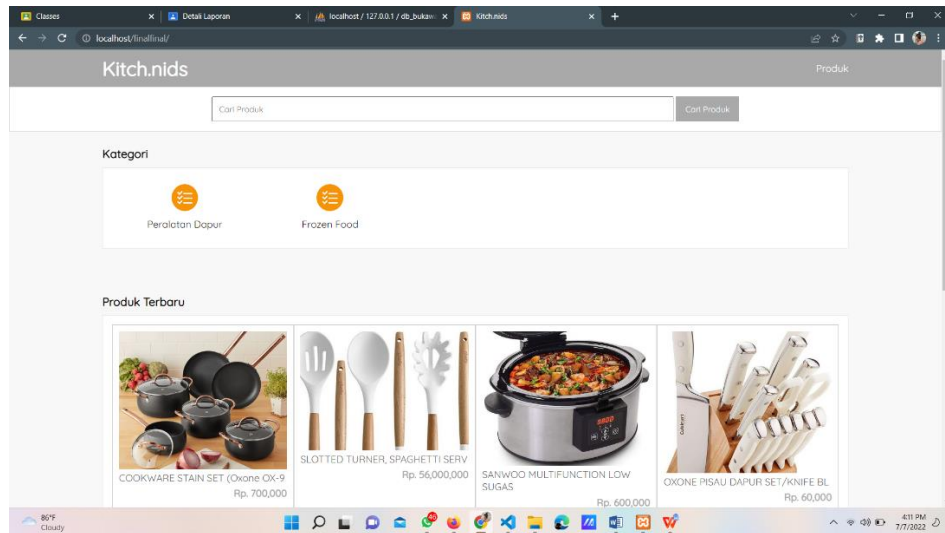 Classes
Detail Laporan
localhost / 127.0.0.1 / db_bukaw
Kitch.nids
localhost/finalfinal/
Kitch.nids
Produk
Cari Produk
Cari Produk
Kategori
Peralatan Dapur
Frozen Food
Produk Terbaru
COOKWARE STAIN SET (Oxone OX-9
Rp. 700,000
SLOTTED TURNER, SPAGHETTI SERV
Rp. 56,000,000
SANWOO MULTIFUNCTION LOW
SUGAS
Rp. 600,000
OXONE PISAU DAPUR SET/KNIFE BL
Rp. 60,000
86°F
Cloudy
4:11 PM
7/7/2022